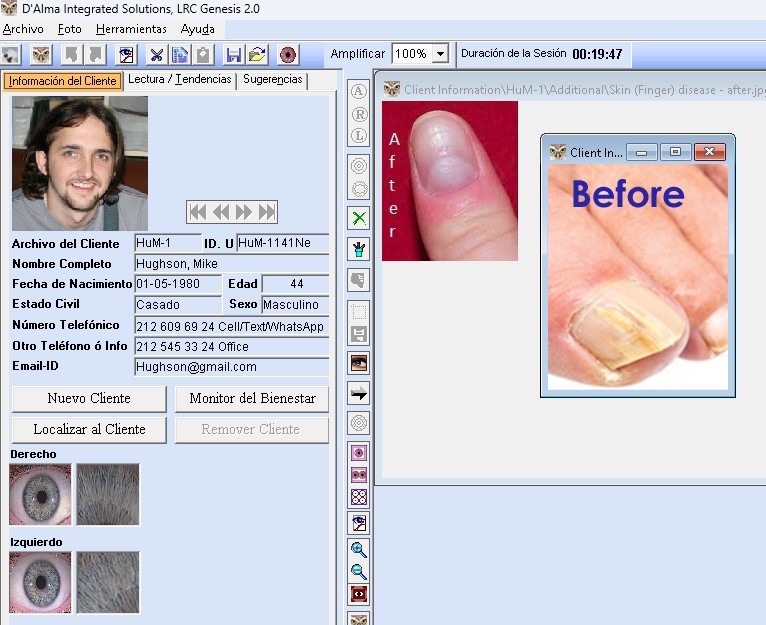 D'Alma Integrated Solutions, LRC Genesis 2.0
Archivo Foto Herramientas Ayuda
Amplificar 100% Duración de la Sesión 00:19:47
Información del Cliente Lectura / Tendencias Sugerencias
Client Information\HuM-1\Additional\Skin (Finger) disease - after.jpg
A
R
L
After
Client In...
Before
Archivo del Cliente HuM-1 ID. U HuM-1141Ne
Nombre Completo Hughson, Mike
Fecha de Nacimiento 01-05-1980 Edad 44
Estado Civil Casado Sexo Masculino
Número Telefónico 212 609 69 24 Cell/Text/WhatsApp
Otro Teléfono ó Info 212 545 33 24 Office
Email-ID Hughson@gmail.com
Nuevo Cliente Monitor del Bienestar
Localizar al Cliente Remover Cliente
Derecho
Izquierdo